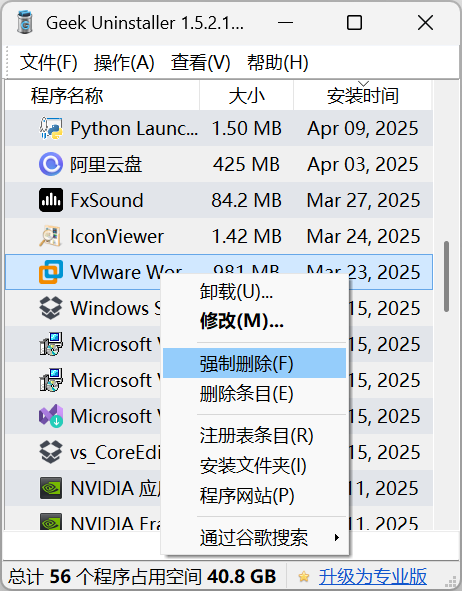 Geek Uninstaller 1.5.2.1...
文件(F) 操作(A) 查看(V) 帮助(H)
程序名称 大小 安装时间
Python Launc... 1.50 MB Apr 09, 2025
阿里云盘 425 MB Apr 03, 2025
FxSound 84.2 MB Mar 27, 2025
IconViewer 1.42 MB Mar 24, 2025
VMware Wor 981 MB Mar 23, 2025
Windows S 15, 2025
Microsoft V 15, 2025
Microsoft V 15, 2025
Microsoft V 15, 2025
vs_CoreEdi 15, 2025
NVIDIA 应 11, 2025
NVIDIA Fra 11, 2025
卸载(U)...
修改(M)...
强制删除(F)
删除条目(E)
注册表条目(R)
安装文件夹(I)
程序网站(P)
通过谷歌搜索
总计 56 个程序占用空间 40.8 GB 升级为专业版